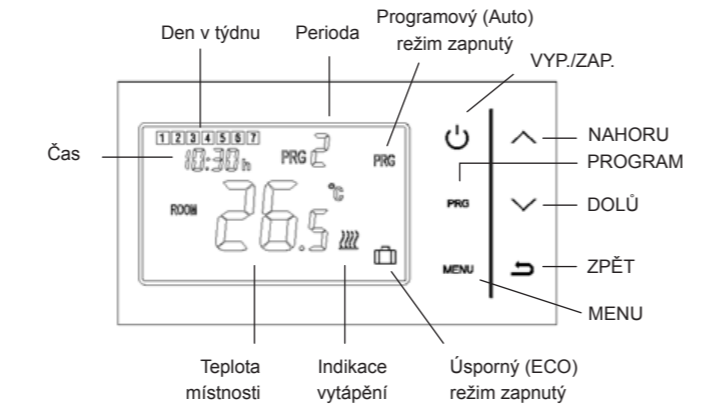 Programový (Auto)
režim zapnutý
Den v týdnu
Perioda
VYP./ZAP.
1 2 3 4 5 6 7
Čas
10:30 h
PRG 2
PRG
NAHORU
PROGRAM
ROOM
26.5 °C
PRG
DOLŮ
MENU
ZPĚT
MENU
Teplota
místnosti
Indikace
vytápění
Úsporný (ECO)
režim zapnutý